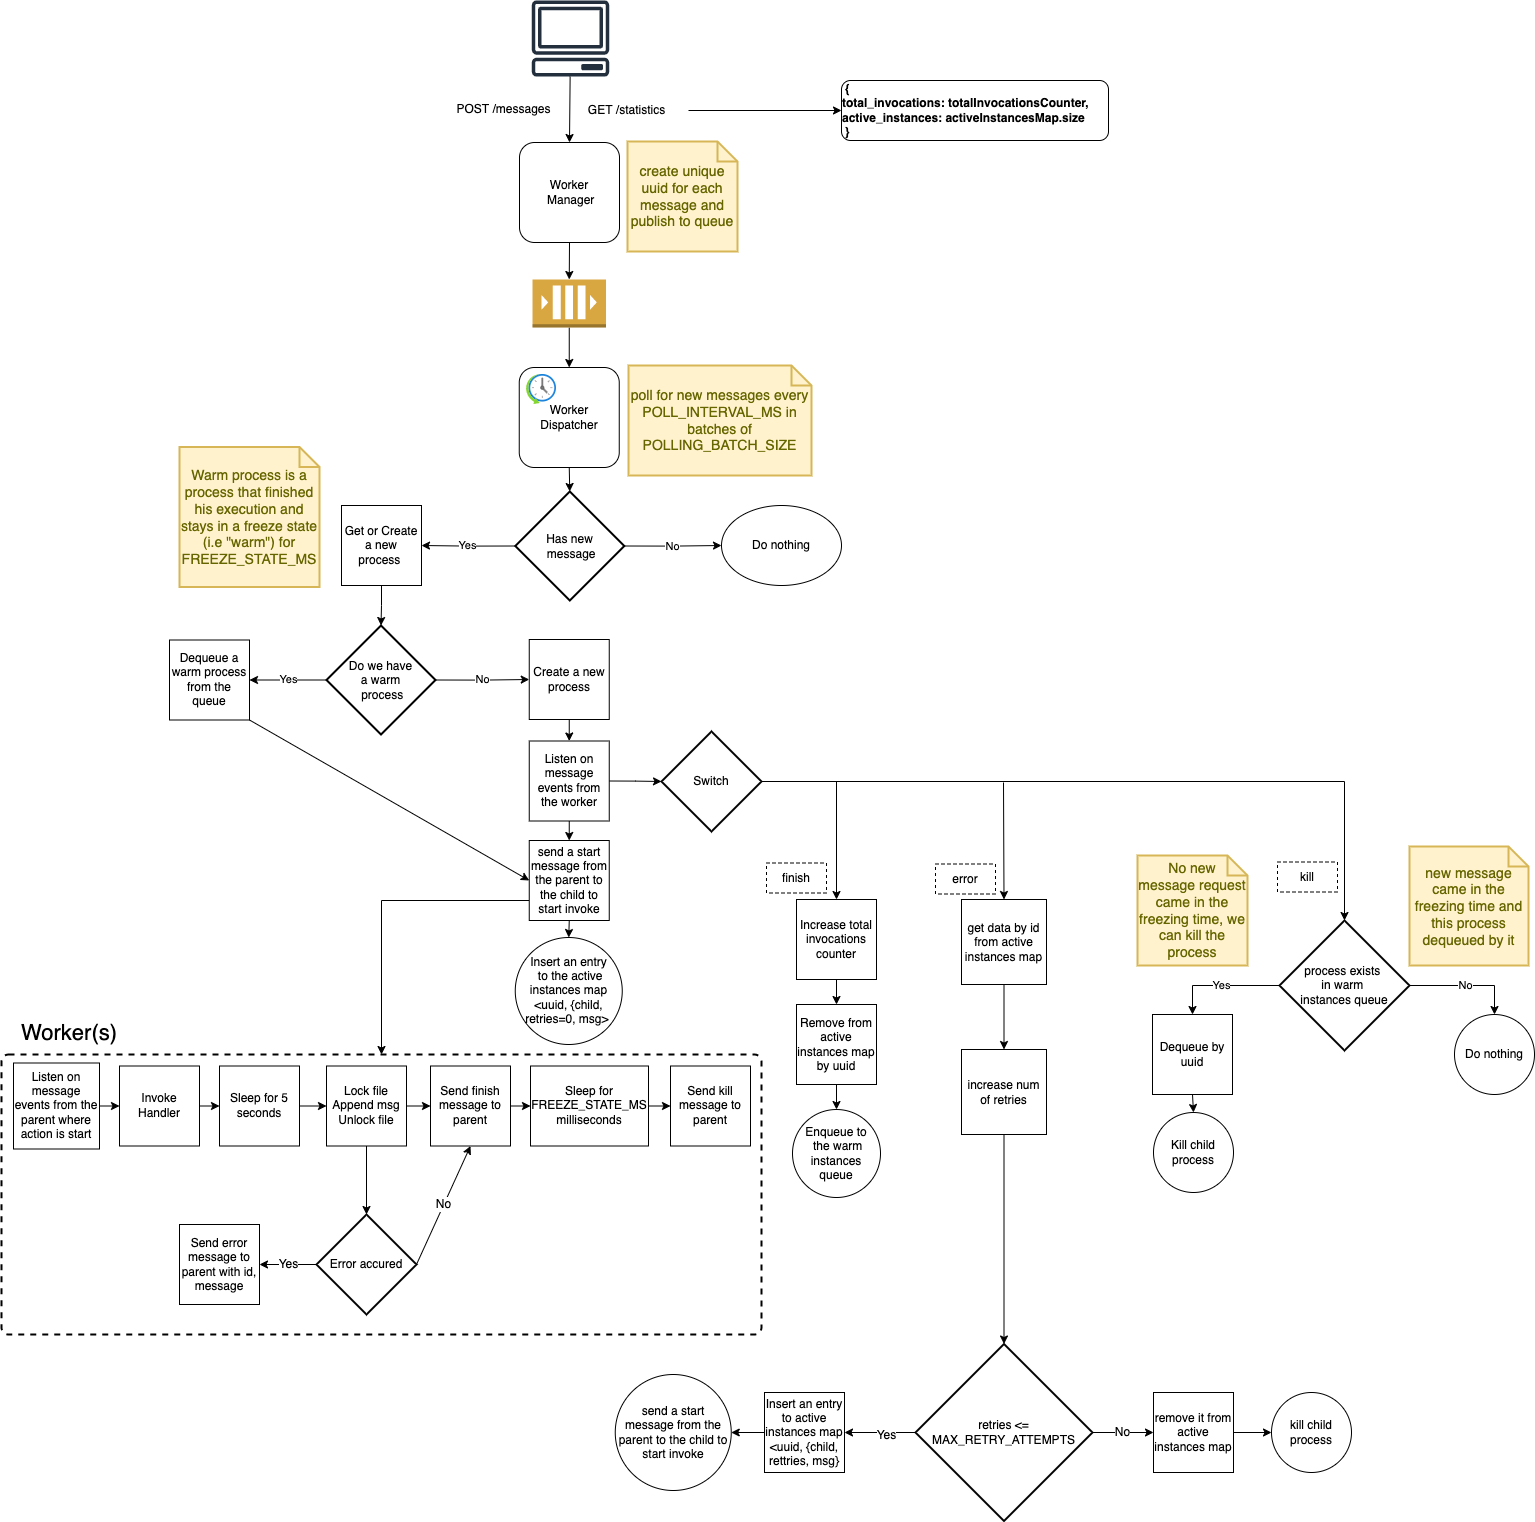 POST /messages
GET /statistics
{
total_invocations: totalInvocationsCounter,
active_instances: activeInstancesMap.size
}
Worker
Manager
create unique
uuid for each
message and
publish to queue
Worker
Dispatcher
poll for new messages every
POLL_INTERVAL_MS in
batches of
POLLING_BATCH_SIZE
Warm process is a
process that finished
his execution and
stays in a freeze state
(i.e "warm") for
FREEZE_STATE_MS
Get or Create
a new
process
Yes
Has new
message
No
Do nothing
Dequeue a
warm process
from the
queue
Yes
Do we have
a warm
process
No
Create a new
process
Listen on
message
events from
the worker
Switch
send a start
message from
the parent to
the child to
start invoke
finish
error
kill
No new
message request
came in the
freezing time, we
can kill the
process
new message
came in the
freezing time and
this process
dequeued by it
Increase total
invocations
counter
get data by id
from active
instances map
process exists
in warm
instances queue
Yes
No
Insert an entry
to the active
instances map
<uuid, {child,
retries=0, msg>
Remove from
active
instances map
by uuid
Dequeue by
uuid
Do nothing
Worker(s)
Listen on
message
events from the
parent where
action is start
Invoke
Handler
Sleep for 5
seconds
Lock file
Append msg
Unlock file
Send finish
message to
parent
Sleep for
FREEZE_STATE_MS
milliseconds
Send kill
message to
parent
increase num
of retries
Enqueue to
the warm
instances
queue
Kill child
process
No
Send error
message to
parent with id,
message
Yes
Error accured
send a start
message from the
parent to the child to
start invoke
Insert an entry
to active
instances map
<uuid, {child,
rettries, msg}
Yes
retries <=
MAX_RETRY_ATTEMPTS
No
remove it from
active
instances map
kill child
process